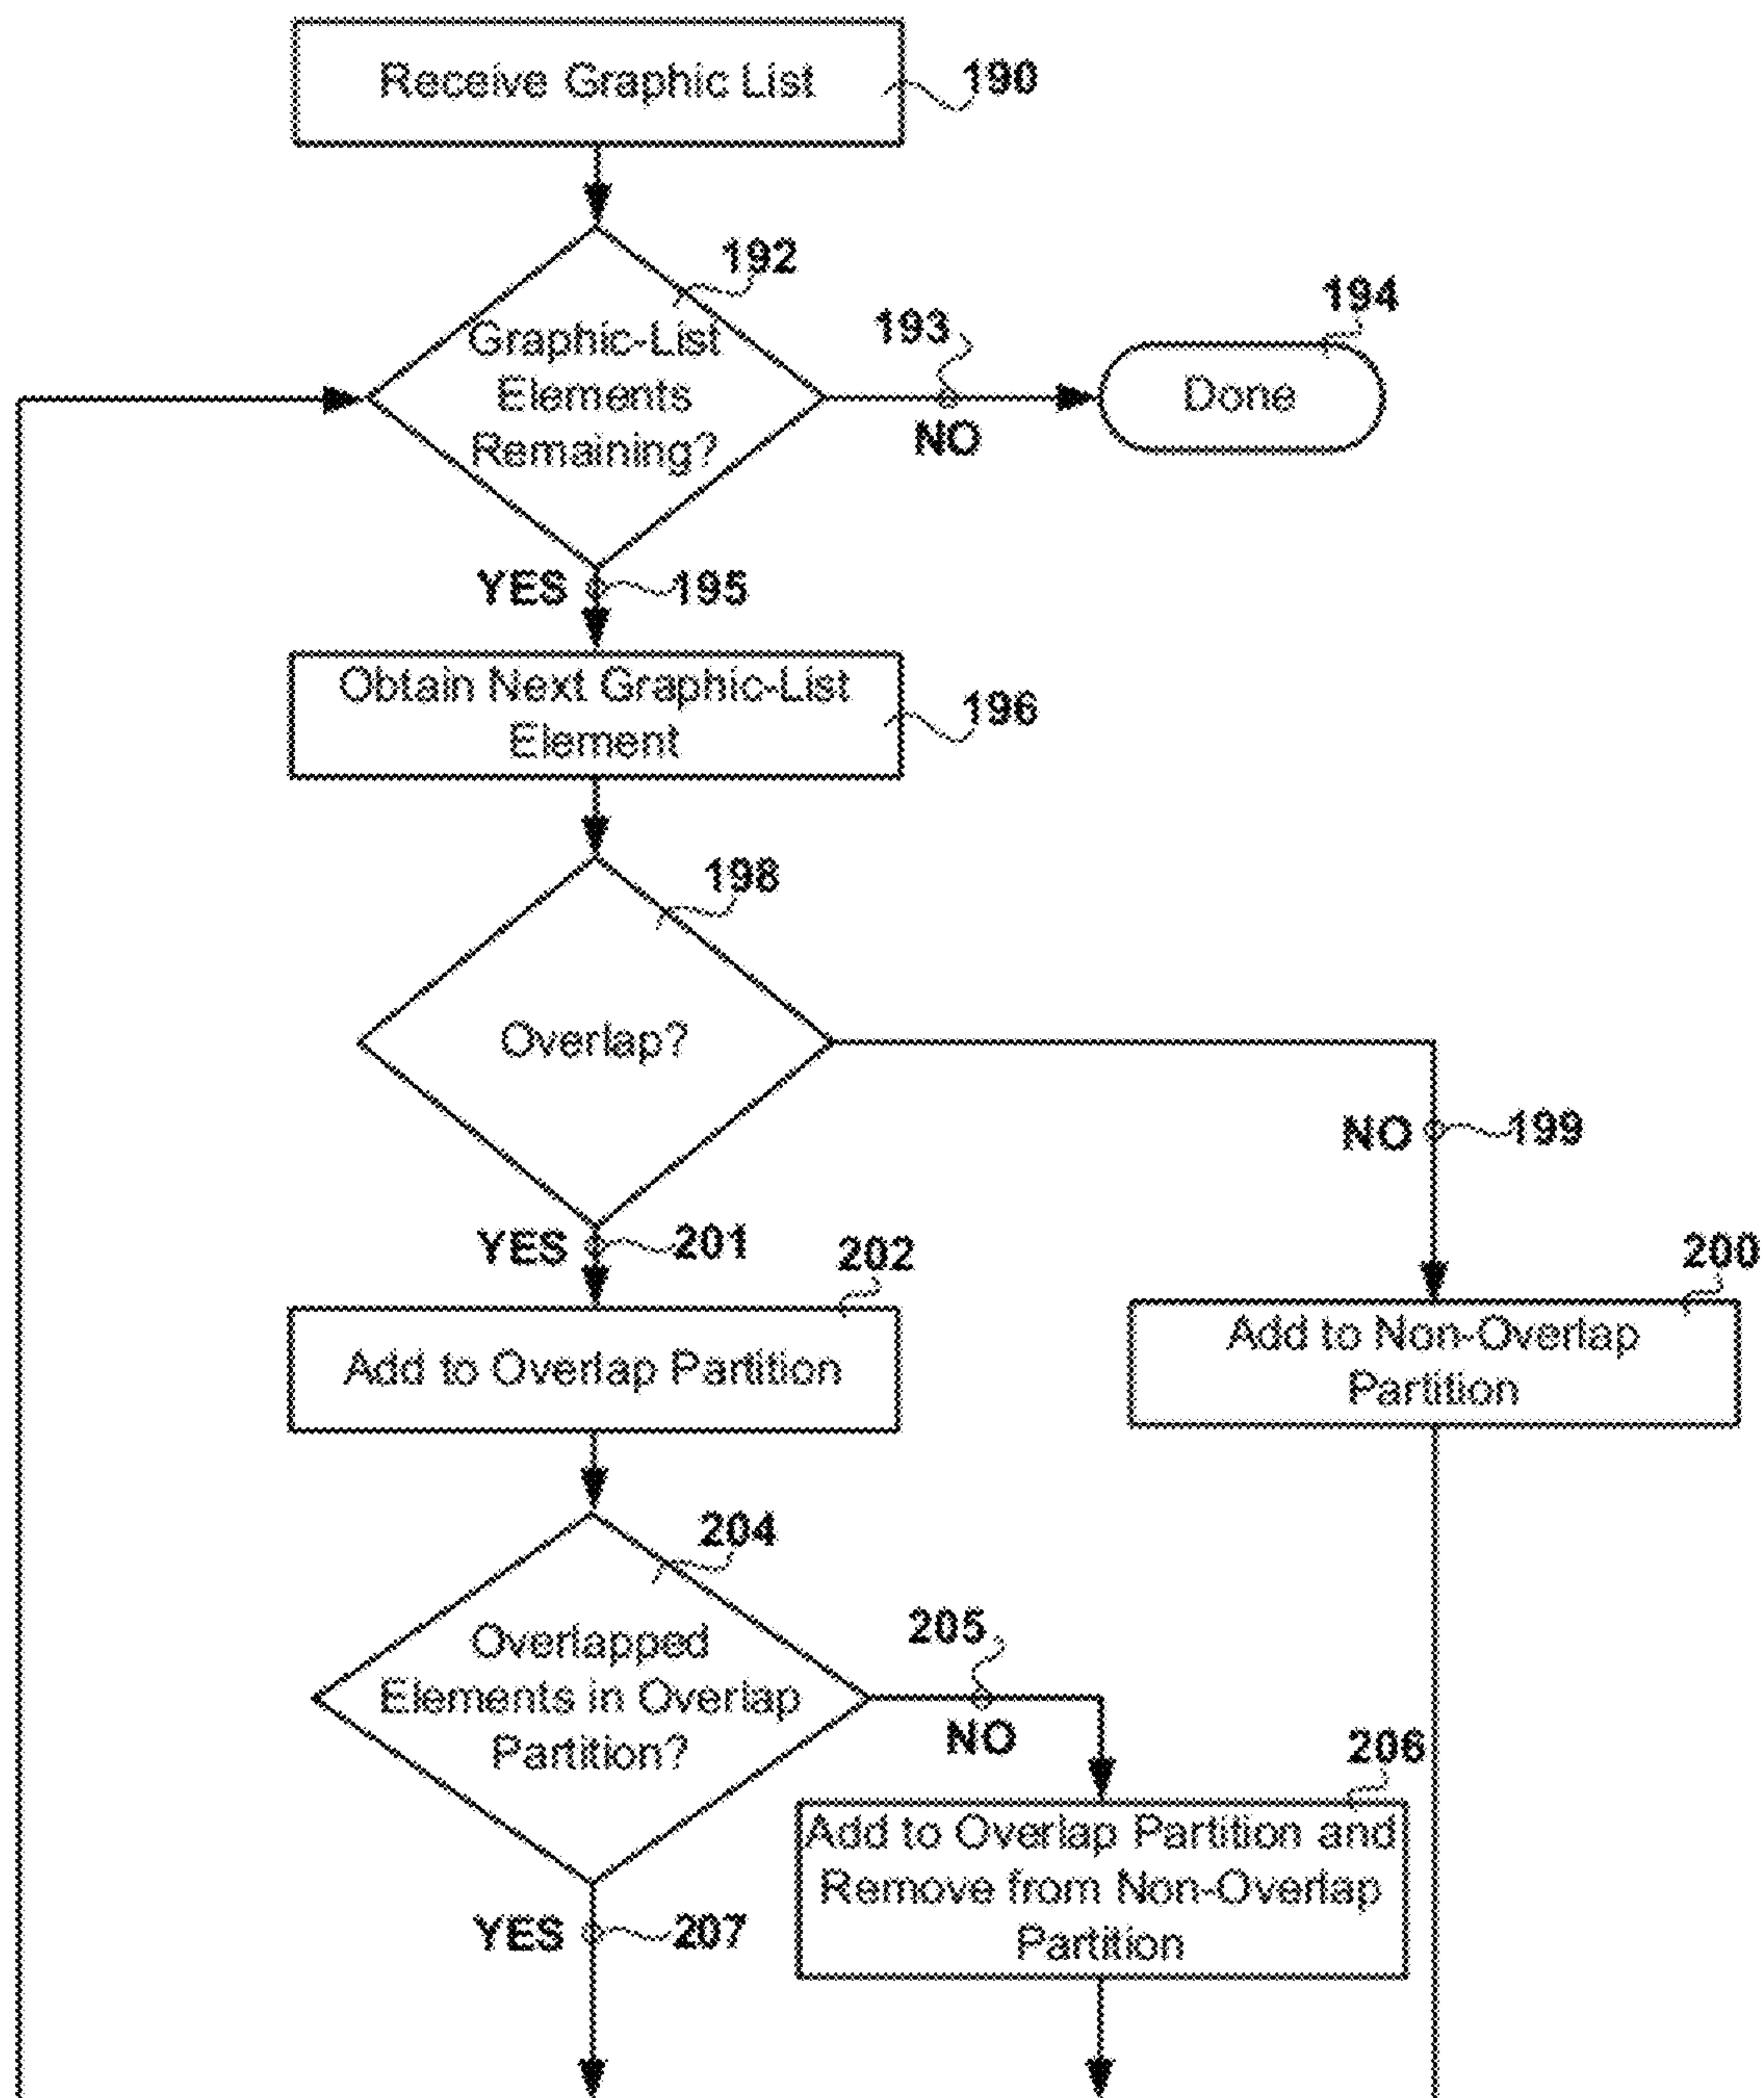 Receive Graphic List
190
192
Graphic-List
Elements
Remaining?
193
NO
194
Done
YES
195
Obtain Next Graphic-List
Element
196
198
Overlap?
NO
199
YES
201
202
Add to Overlap Partition
200
Add to Non-Overlap
Partition
204
Overlapped
Elements in Overlap
Partition?
205
NO
206
Add to Overlap Partition and
Remove from Non-Overlap
Partition
YES
207